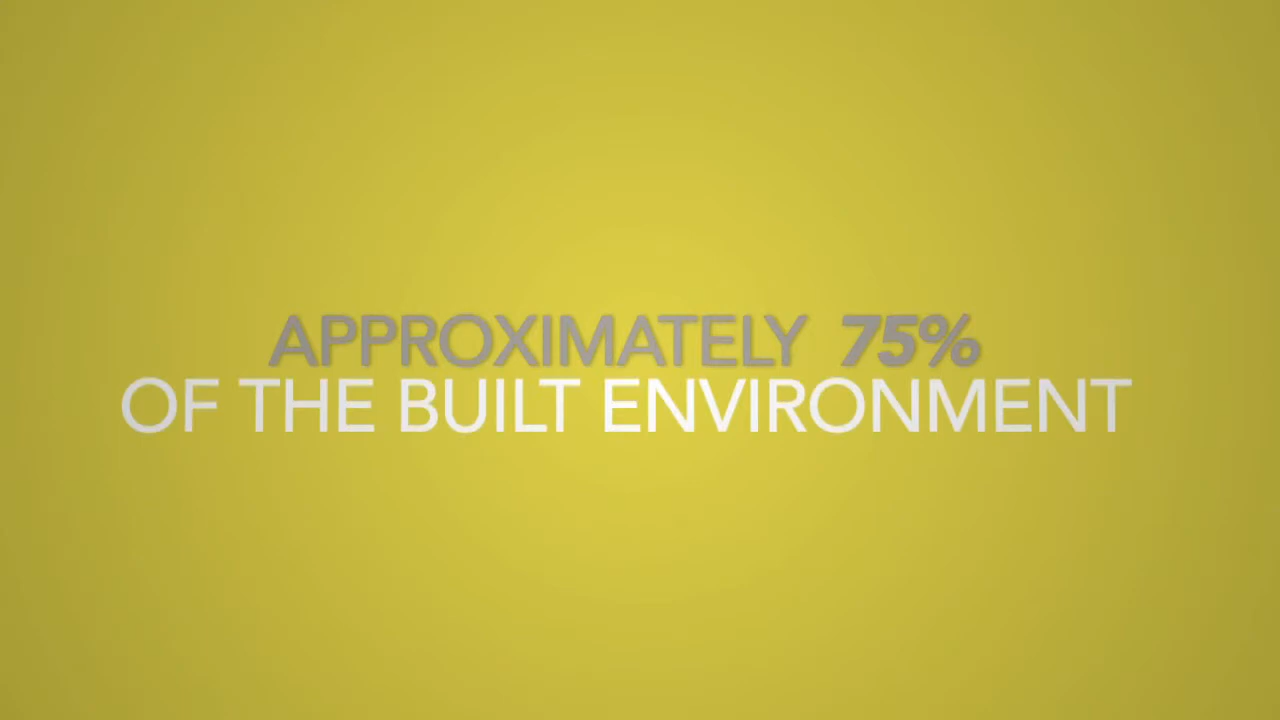 APPROXIMATELY 75%
OF THE BUILT ENVIRONMENT